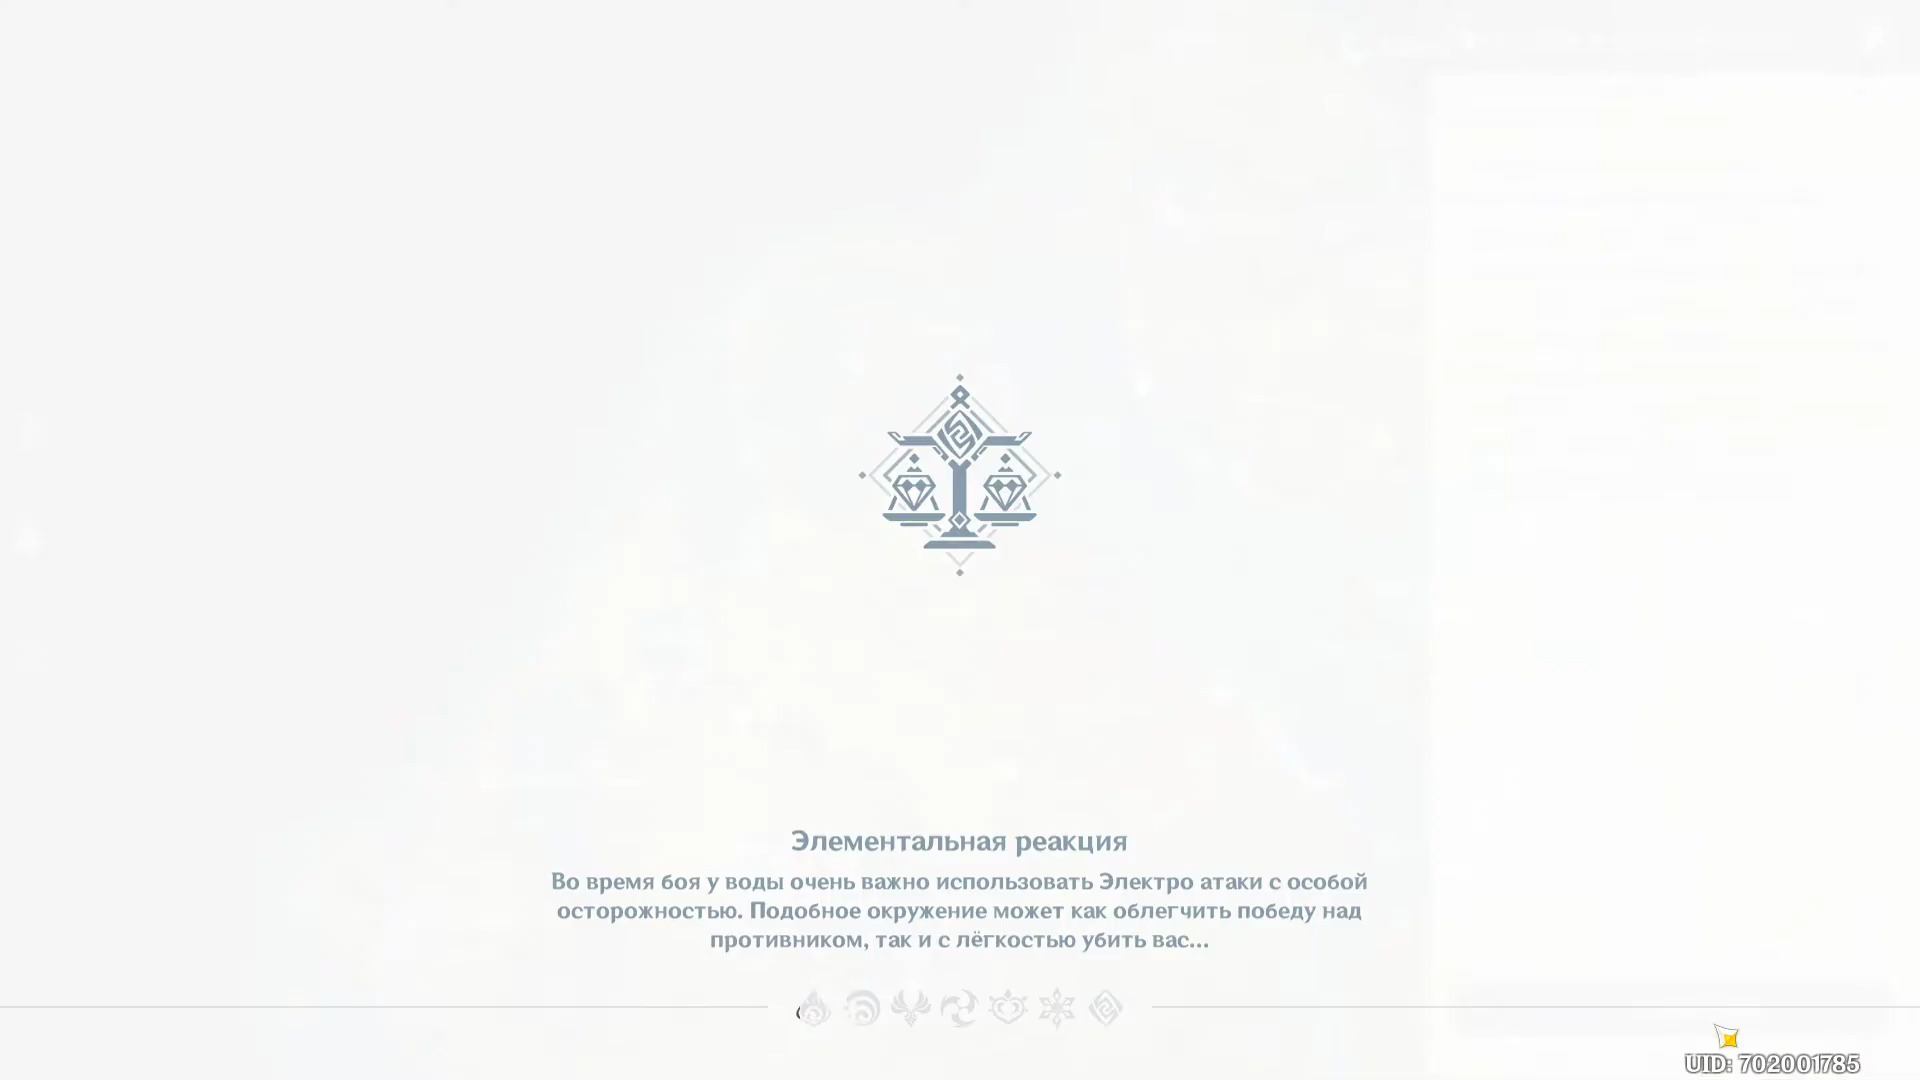 Элементальная реакция
Во время боя у воды очень важно использовать Электро атаки с особой
осторожностью. Подобное окружение может как облегчить победу над
противником, так и с лёгкостью убить вас...
UID: 702001785